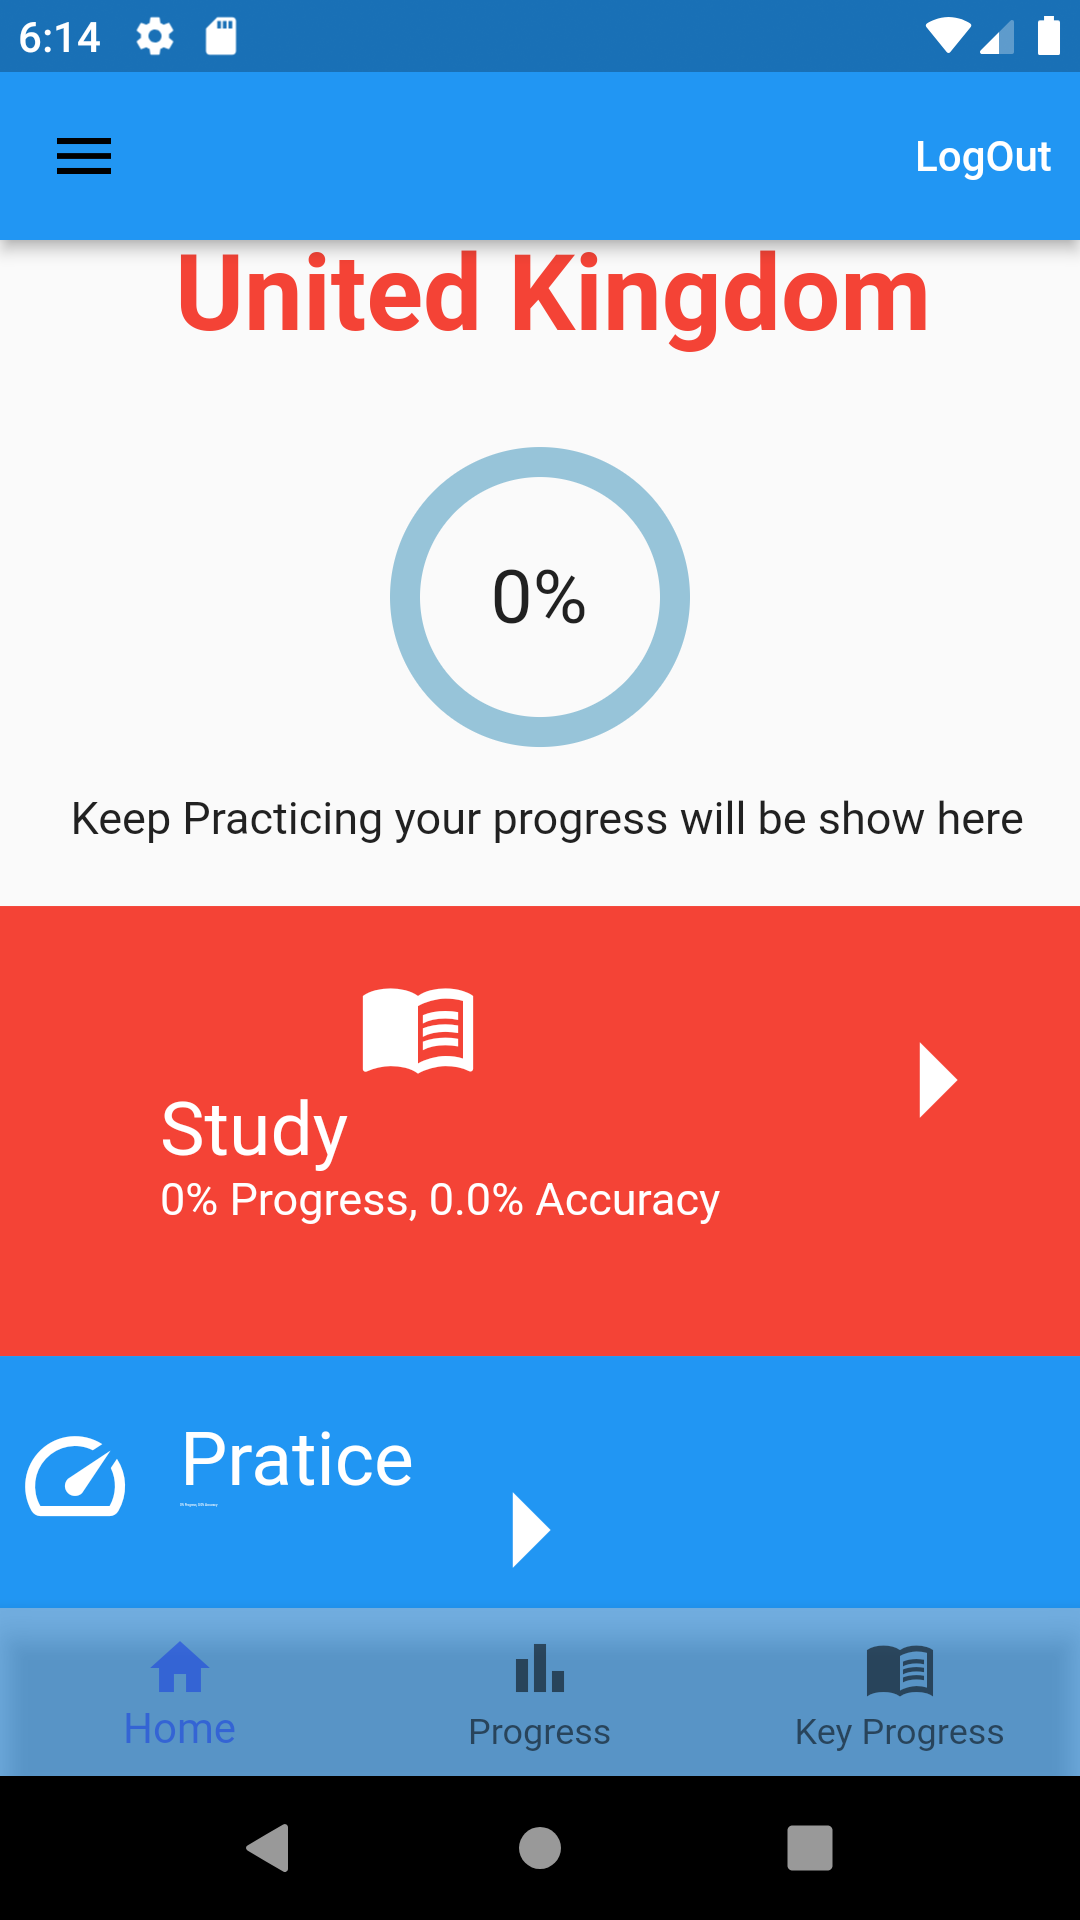 6:14
LogOut
United Kingdom
0%
Keep Practicing your progress will be show here
Study
0% Progress, 0.0% Accuracy
Pratice
Home
Progress
Key Progress